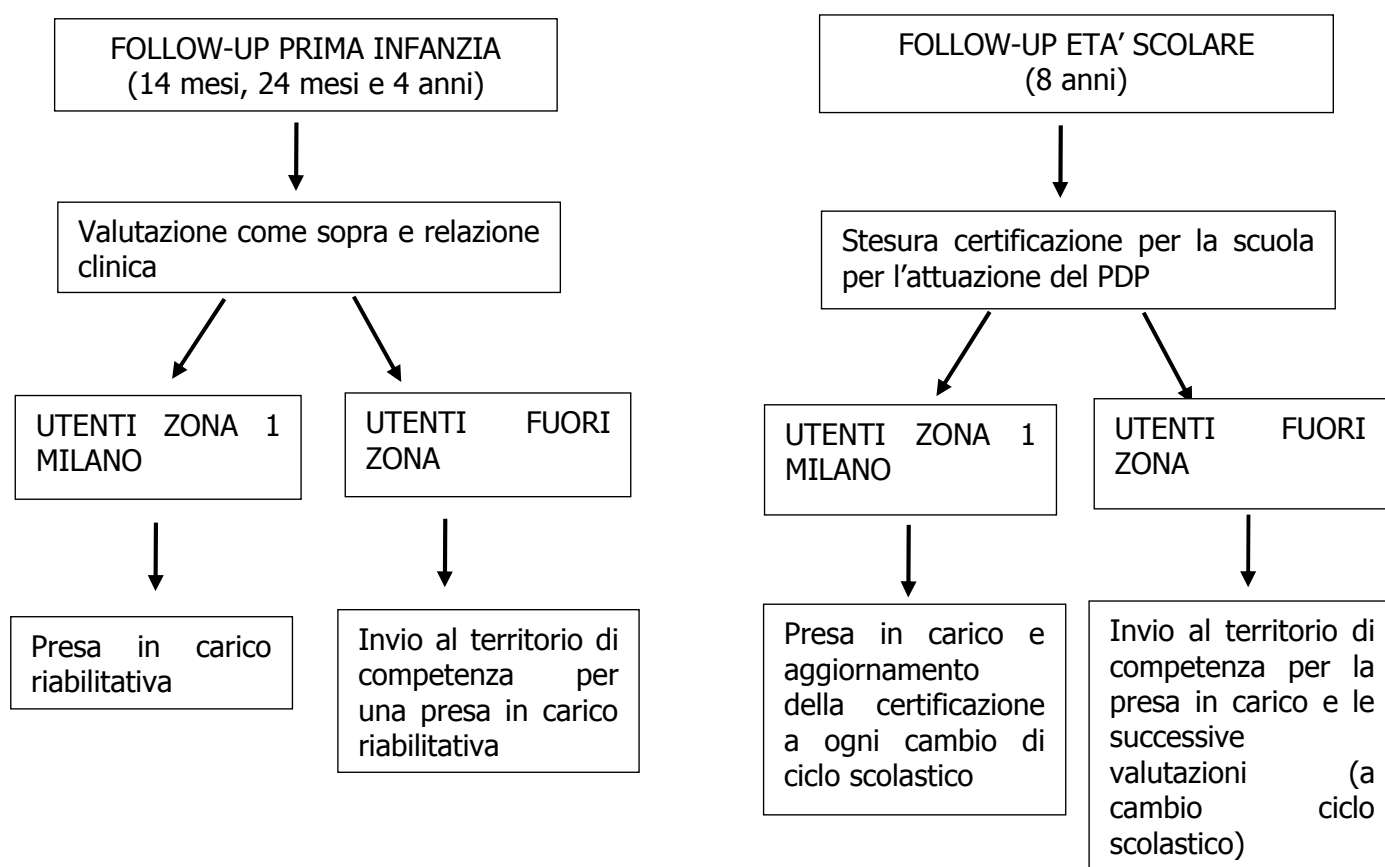 FOLLOW-UP PRIMA INFANZIA
(14 mesi, 24 mesi e 4 anni)
Valutazione come sopra e relazione
clinica
UTENTI ZONA 1
MILANO
UTENTI FUORI
ZONA
Presa in carico
riabilitativa
Invio al territorio di
competenza per
una presa in carico
riabilitativa
FOLLOW-UP ETA’ SCOLARE
(8 anni)
Stesura certificazione per la scuola
per l’attuazione del PDP
UTENTI ZONA 1
MILANO
UTENTI FUORI
ZONA
Presa in carico e
aggiornamento
della certificazione
a ogni cambio di
ciclo scolastico
Invio al territorio di
competenza per la
presa in carico e le
successive
valutazioni (a
cambio ciclo
scolastico)